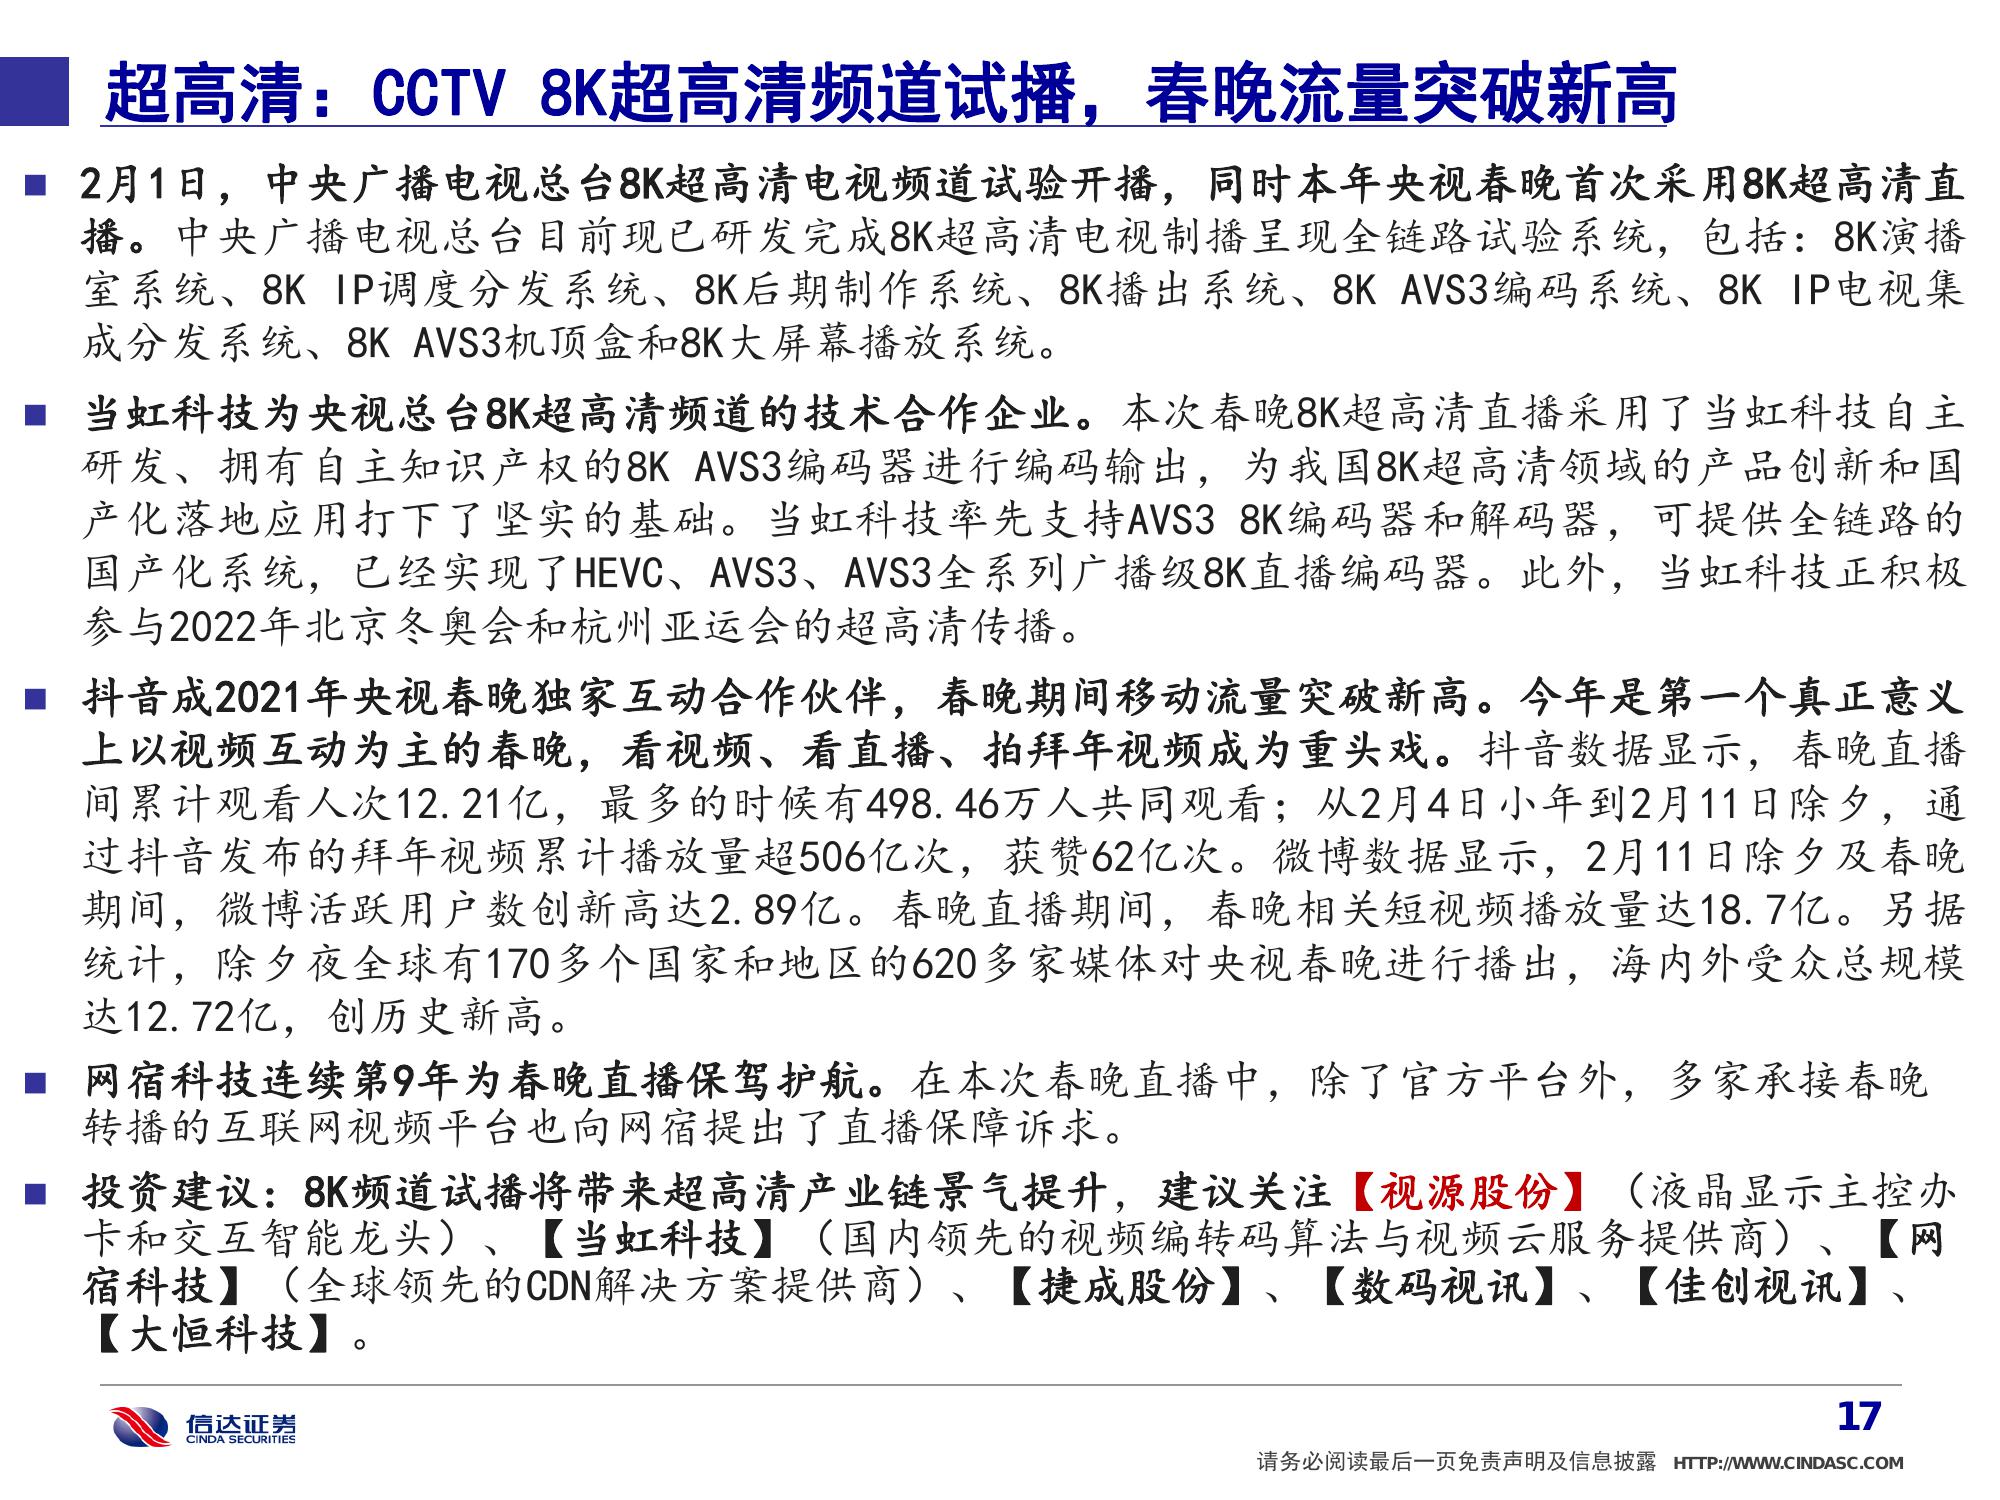 超高清：CCTV 8K超高清频道试播，春晚流量突破新高
2月1日，中央广播电视总台8K超高清电视频道试验开播，同时本年央视春晚首次采用8K超高清直
播。中央广播电视总台目前现已研发完成8K超高清电视制播呈现全链路试验系统，包括：8K演播
室系统、8K IP调度分发系统、8K后期制作系统、8K播出系统、8K AVS3编码系统、8K IP电视集
成分发系统、8K AVS3机顶盒和8K大屏幕播放系统。
当虹科技为央视总台8K超高清频道的技术合作企业。本次春晚8K超高清直播采用了当虹科技自主
研发、拥有自主知识产权的8K AVS3编码器进行编码输出，为我国8K超高清领域的产品创新和国
产化落地应用打下了坚实的基础。当虹科技率先支持AVS3 8K编码器和解码器，可提供全链路的
国产化系统，已经实现了HEVC、AVS3、AVS3全系列广播级8K直播编码器。此外，当虹科技正积极
参与2022年北京冬奥会和杭州亚运会的超高清传播。
抖音成2021年央视春晚独家互动合作伙伴，春晚期间移动流量突破新高。今年是第一个真正意义
上以视频互动为主的春晚，看视频、看直播、拍拜年视频成为重头戏。抖音数据显示，春晚直播
间累计观看人次12.21亿，最多的时候有498.46万人共同观看；从2月4日小年到2月11日除夕，通
过抖音发布的拜年视频累计播放量超506亿次，获赞62亿次。微博数据显示，2月11日除夕及春晚
期间，微博活跃用户数创新高达2.89亿。春晚直播期间，春晚相关短视频播放量达18.7亿。另据
统计，除夕夜全球有170多个国家和地区的620多家媒体对央视春晚进行播出，海内外受众总规模
达12.72亿，创历史新高。
网宿科技连续第9年为春晚直播保驾护航。在本次春晚直播中，除了官方平台外，多家承接春晚
转播的互联网视频平台也向网宿提出了直播保障诉求。
投资建议：8K频道试播将带来超高清产业链景气提升，建议关注【视源股份】（液晶显示主控办
卡和交互智能龙头）、【当虹科技】（国内领先的视频编转码算法与视频云服务提供商）、【网
宿科技】（全球领先的CDN解决方案提供商）、【捷成股份】、【数码视讯】、【佳创视讯】、
【大恒科技】。
信达证券
CINDA SECURITIES
17
请务必阅读最后一页免责声明及信息披露 HTTP://WWW.CINDASC.COM